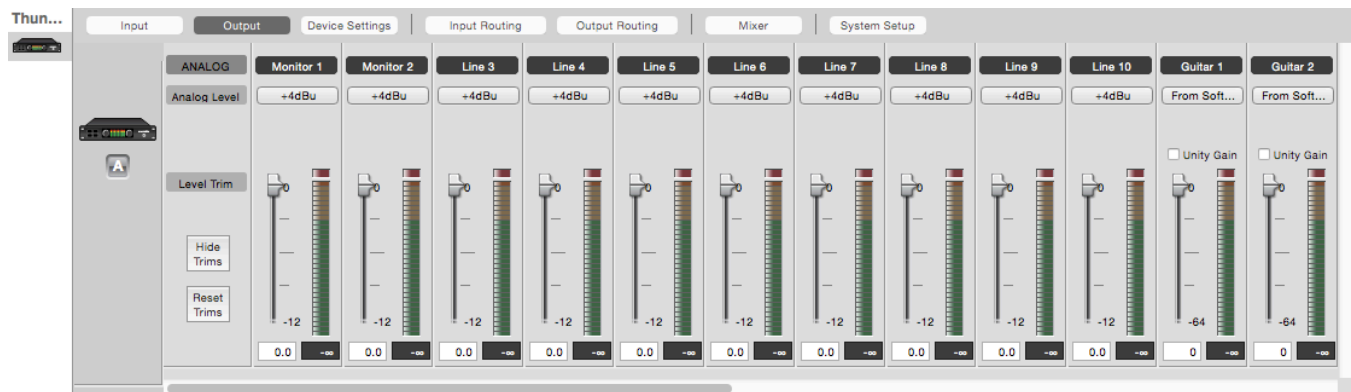 Thun...
Input Output Device Settings Input Routing Output Routing Mixer System Setup
ANALOG Monitor 1 Monitor 2 Line 3 Line 4 Line 5 Line 6 Line 7 Line 8 Line 9 Line 10 Guitar 1 Guitar 2
Analog Level +4dBu +4dBu +4dBu +4dBu +4dBu +4dBu +4dBu +4dBu +4dBu +4dBu From Soft... From Soft...
A
Unity Gain Unity Gain
Level Trim 0 0 0 0 0 0 0 0 0 0 0 0
Hide
Trims
Reset
Trims
-12 -12 -12 -12 -12 -12 -12 -12 -12 -12 -64 -64
0.0 -∞ 0.0 -∞ 0.0 -∞ 0.0 -∞ 0.0 -∞ 0.0 -∞ 0.0 -∞ 0.0 -∞ 0.0 -∞ 0.0 -∞ 0 -∞ 0 -∞